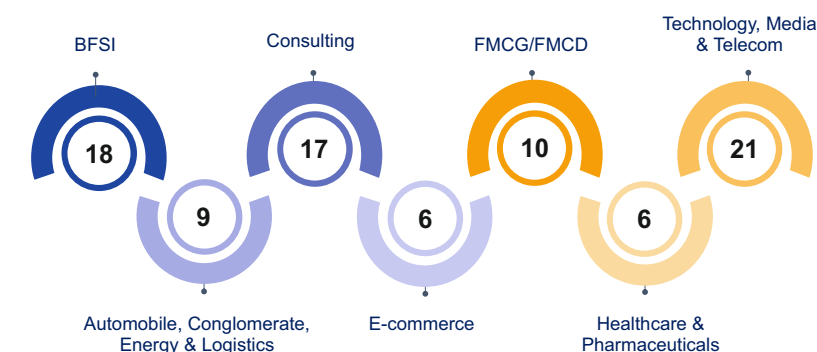 BFSI
Consulting
FMCG/FMCD
Technology, Media
& Telecom
18
17
10
21
9
6
6
Automobile, Conglomerate,
Energy & Logistics
E-commerce
Healthcare &
Pharmaceuticals